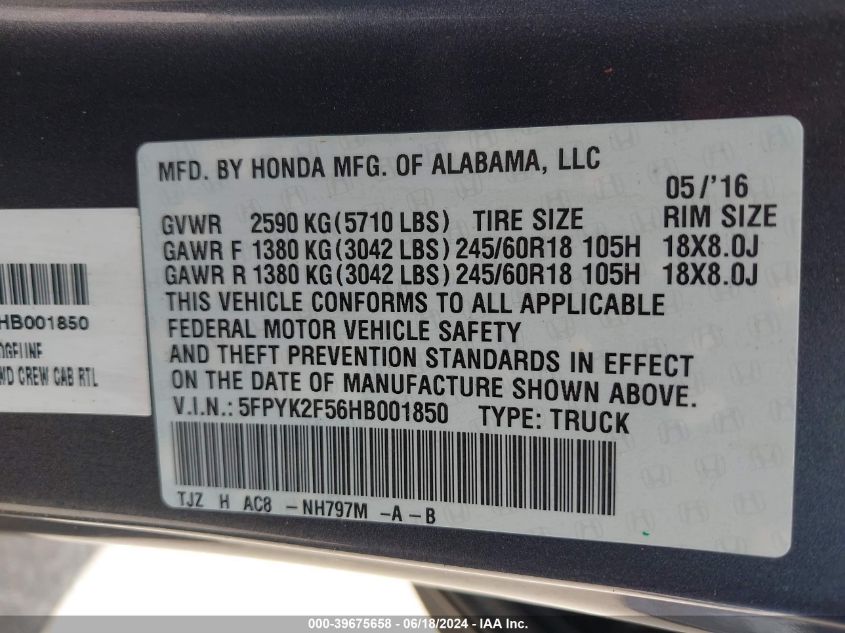 MFD. BY HONDA MFG. OF ALABAMA, LLC
05/'16
GVWR 2590 KG(5710 LBS) TIRE SIZE RIM SIZE
GAWR F 1380 KG(3042 LBS) 245/60R18 105H 18X8.0J
GAWR R 1380 KG(3042 LBS) 245/60R18 105H 18X8.0J
THIS VEHICLE CONFORMS TO ALL APPLICABLE
FEDERAL MOTOR VEHICLE SAFETY
AND THEFT PREVENTION STANDARDS IN EFFECT
ON THE DATE OF MANUFACTURE SHOWN ABOVE.
V.I.N.: 5FPYK2F56HB001850 TYPE: TRUCK
TJZ H AC8 -NH797M -A -B
HB001850
WD CREW CAB RTL
000-39675658 - 06/18/2024 - IAA Inc.